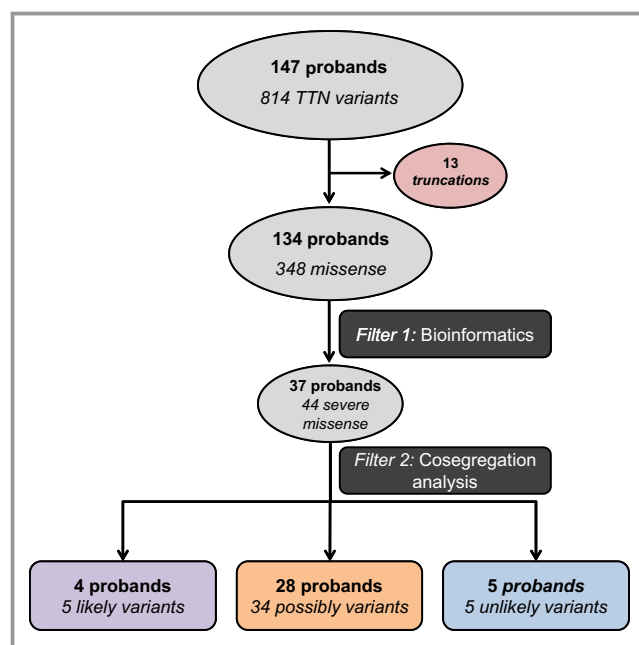 147 probands
814 TTN variants
13
truncations
134 probands
348 missense
Filter 1: Bioinformatics
37 probands
44 severe
missense
Filter 2: Cosegregation
analysis
4 probands
5 likely variants
28 probands
34 possibly variants
5 probands
5 unlikely variants